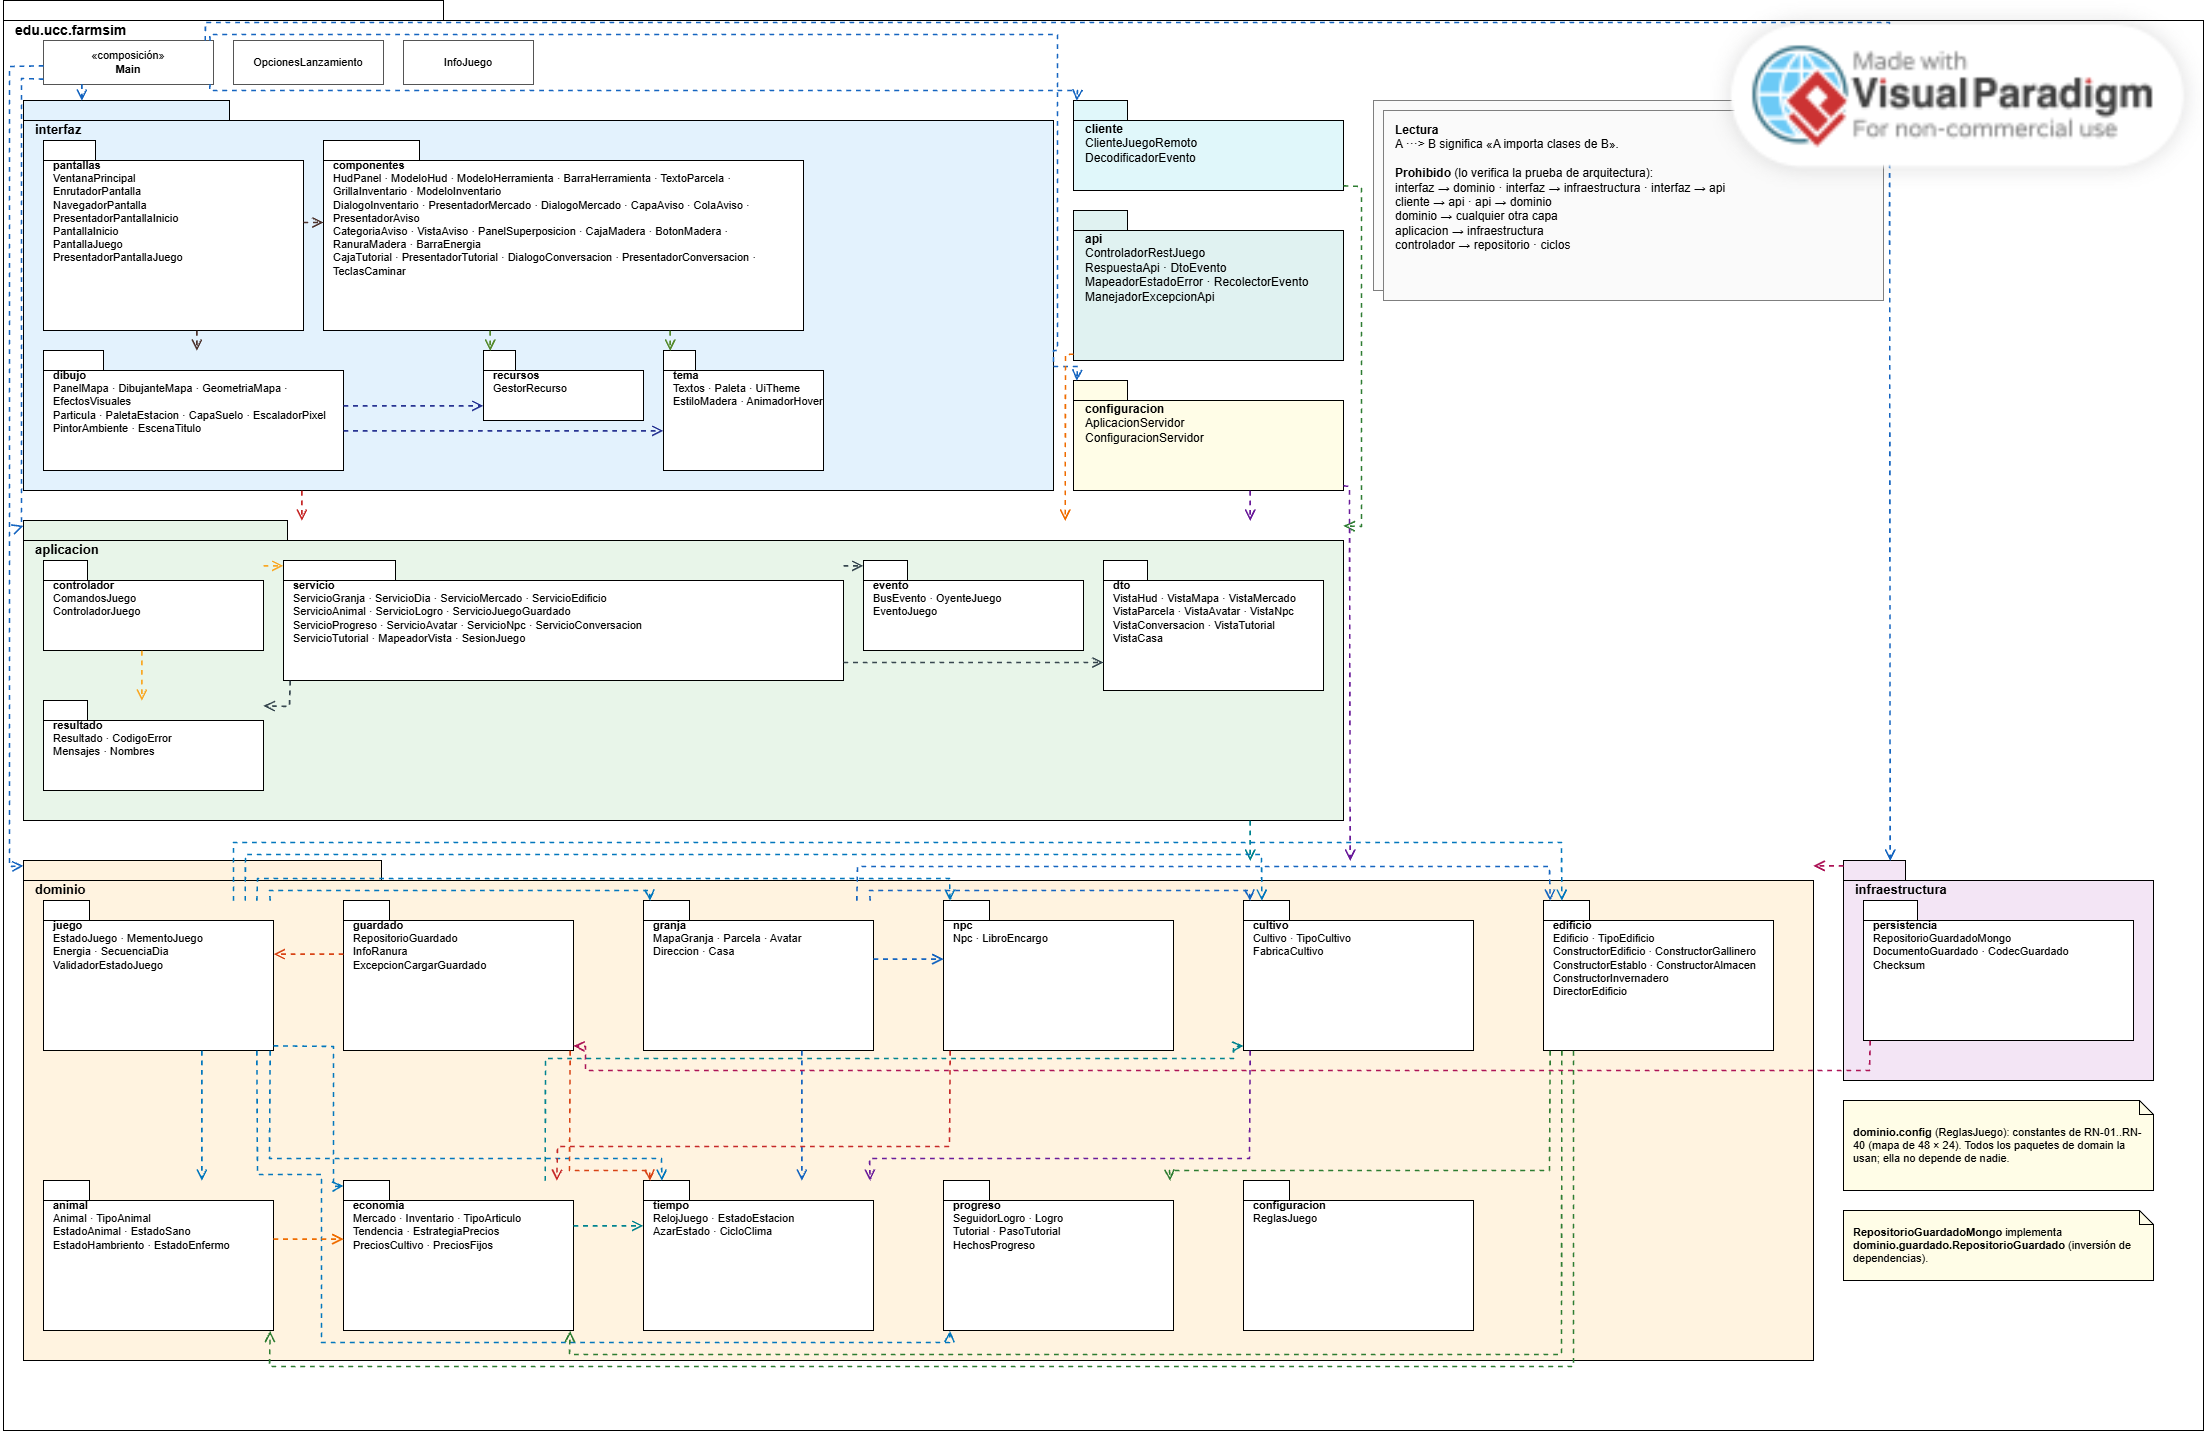 edu.ucc.farmsim
«composición»
Main
OpcionesLanzamiento
InfoJuego
Made with
Visual Paradigm
For non-commercial use
interfaz
pantallas
VentanaPrincipal
EnrutadorPantalla
NavegadorPantalla
PresentadorPantallaInicio
PantallaInicio
PantallaJuego
PresentadorPantallaJuego
componentes
HudPanel · ModeloHud · ModeloHerramienta · BarraHerramienta · TextoParcela ·
GrillaInventario · ModeloInventario
DialogoInventario · PresentadorMercado · DialogoMercado · CapaAviso · ColaAviso ·
PresentadorAviso
CategoriaAviso · VistaAviso · PanelSuperposicion · CajaMadera · BotonMadera ·
RanuraMadera · BarraEnergia
CajaTutorial · PresentadorTutorial · DialogoConversacion · PresentadorConversacion ·
TeclasCaminar
dibujo
PanelMapa · DibujanteMapa · GeometriaMapa ·
EfectosVisuales
Particula · PaletaEstacion · CapaSuelo · EscaladorPixel
PintorAmbiente · EscenaTitulo
recursos
GestorRecurso
tema
Textos · Paleta · UiTheme
EstiloMadera · AnimadorHover
cliente
ClienteJuegoRemoto
DecodificadorEvento
api
ControladorRestJuego
RespuestaApi · DtoEvento
MapeadorEstadoError · RecolectorEvento
ManejadorExcepcionApi
configuracion
AplicacionServidor
ConfiguracionServidor
Lectura
A ···> B significa «A importa clases de B».
Prohibido (lo verifica la prueba de arquitectura):
interfaz → dominio · interfaz → infraestructura · interfaz → api
cliente → api · api → dominio
dominio → cualquier otra capa
aplicacion → infraestructura
controlador → repositorio · ciclos
aplicacion
controlador
ComandosJuego
ControladorJuego
servicio
ServicioGranja · ServicioDia · ServicioMercado · ServicioEdificio
ServicioAnimal · ServicioLogro · ServicioJuegoGuardado
ServicioProgreso · ServicioAvatar · ServicioNpc · ServicioConversacion
ServicioTutorial · MapeadorVista · SesionJuego
evento
BusEvento · OyenteJuego
EventoJuego
dto
VistaHud · VistaMapa · VistaMercado
VistaParcela · VistaAvatar · VistaNpc
VistaConversacion · VistaTutorial
VistaCasa
resultado
Resultado · CodigoError
Mensajes · Nombres
dominio
juego
EstadoJuego · MementoJuego
Energia · SecuenciaDia
ValidadorEstadoJuego
guardado
RepositorioGuardado
InfoRanura
ExcepcionCargarGuardado
granja
MapaGranja · Parcela · Avatar
Direccion · Casa
npc
Npc · LibroEncargo
cultivo
Cultivo · TipoCultivo
FabricaCultivo
edificio
Edificio · TipoEdificio
ConstructorEdificio · ConstructorGallinero
ConstructorEstablo · ConstructorAlmacen
ConstructorInvernadero
DirectorEdificio
infraestructura
persistencia
RepositorioGuardadoMongo
DocumentoGuardado · CodecGuardado
Checksum
animal
Animal · TipoAnimal
EstadoAnimal · EstadoSano
EstadoHambriento · EstadoEnfermo
economia
Mercado · Inventario · TipoArticulo
Tendencia · EstrategiaPrecios
PreciosCultivo · PreciosFijos
tiempo
RelojJuego · EstadoEstacion
AzarEstado · CicloClima
progreso
SeguidorLogro · Logro
Tutorial · PasoTutorial
HechosProgreso
configuracion
ReglasJuego
dominio.config (ReglasJuego): constantes de RN-01..RN-
40 (mapa de 48 × 24). Todos los paquetes de domain la
usan; ella no depende de nadie.
RepositorioGuardadoMongo implementa
dominio.guardado.RepositorioGuardado (inversión de
dependencias).